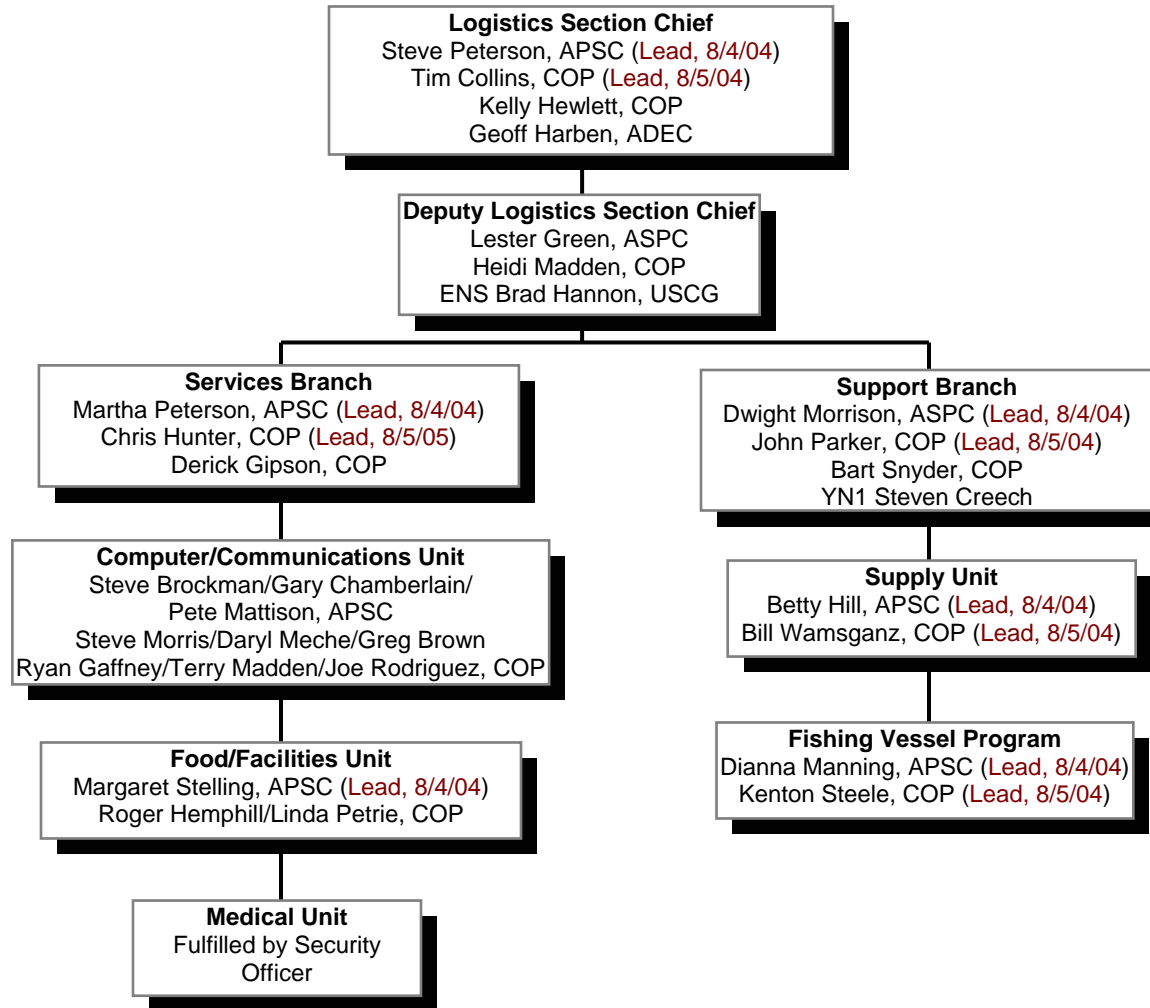 Logistics Section Chief
Steve Peterson, APSC (Lead, 8/4/04)
Tim Collins, COP (Lead, 8/5/04)
Kelly Hewlett, COP
Geoff Harben, ADEC
Deputy Logistics Section Chief
Lester Green, ASPC
Heidi Madden, COP
ENS Brad Hannon, USCG
Services Branch
Martha Peterson, APSC (Lead, 8/4/04)
Chris Hunter, COP (Lead, 8/5/05)
Derick Gipson, COP
Computer/Communications Unit
Steve Brockman/Gary Chamberlain/
Pete Mattison, APSC
Steve Morris/Daryl Meche/Greg Brown
Ryan Gaffney/Terry Madden/Joe Rodriguez, COP
Food/Facilities Unit
Margaret Stelling, APSC (Lead, 8/4/04)
Roger Hemphill/Linda Petrie, COP
Medical Unit
Fulfilled by Security
Officer
Support Branch
Dwight Morrison, ASPC (Lead, 8/4/04)
John Parker, COP (Lead, 8/5/04)
Bart Snyder, COP
YN1 Steven Creech
Supply Unit
Betty Hill, APSC (Lead, 8/4/04)
Bill Wamsganz, COP (Lead, 8/5/04)
Fishing Vessel Program
Dianna Manning, APSC (Lead, 8/4/04)
Kenton Steele, COP (Lead, 8/5/04)